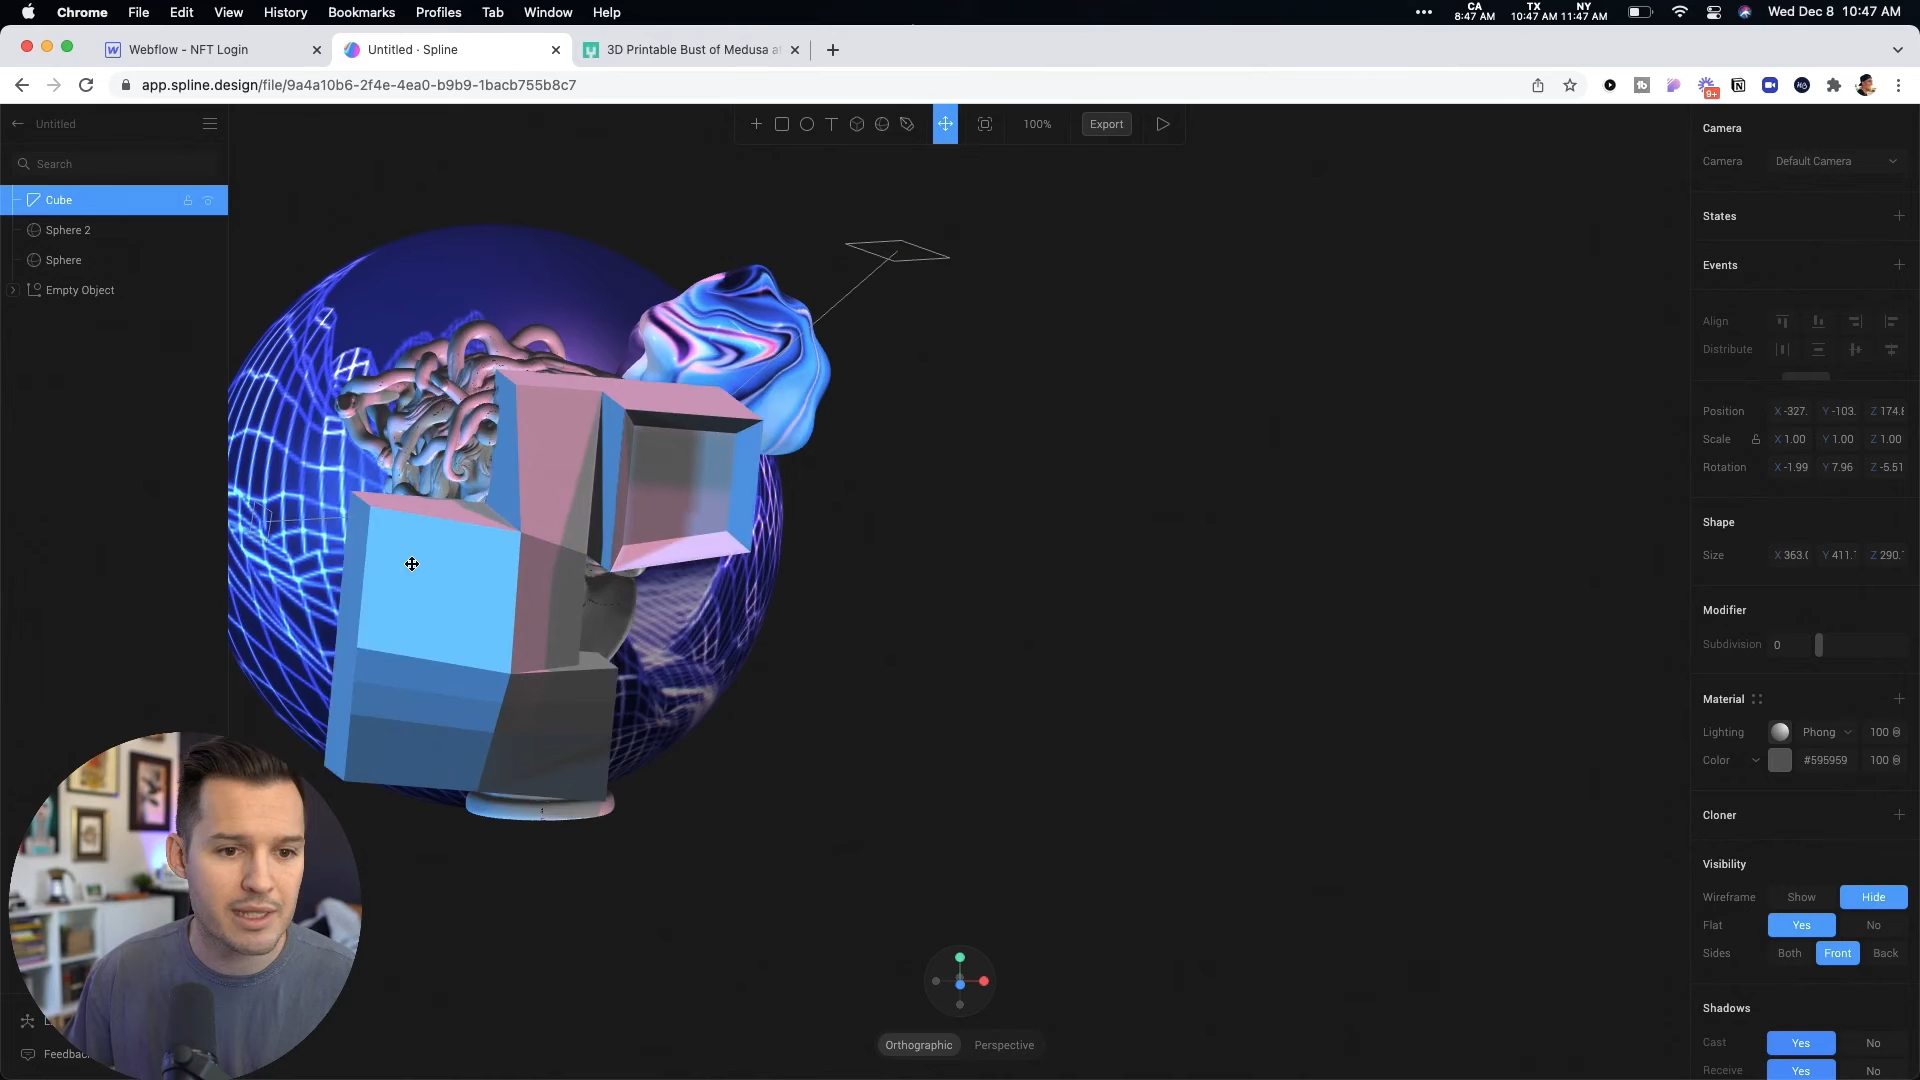 Chrome File Edit View History Bookmarks Profiles Tab Window Help
CA TX NY
8:47 AM 10:47 AM 11:47 AM
Wed Dec 8 10:47 AM
Webflow - NFT Login
Untitled · Spline
3D Printable Bust of Medusa a
app.spline.design/file/9a4a10b6-2f4e-4ea0-b9b9-1bacb755b8c7
9+
Untitled
100%
Export
Search
Cube
Sphere 2
Sphere
Empty Object
Feedba
Orthographic Perspective
Camera
Camera Default Camera
States
Events
Align
Distribute
Position X -327. Y -103. Z 174.
Scale X 1.00 Y 1.00 Z 1.00
Rotation X -1.99 Y 7.96 Z -5.51
Shape
Size X 363. Y 411. Z 290.
Modifier
Subdivision 0
Material
Lighting Phong 100
Color #595959 100
Cloner
Visibility
Wireframe Show Hide
Flat Yes No
Sides Both Front Back
Shadows
Cast Yes No
Receive Yes No